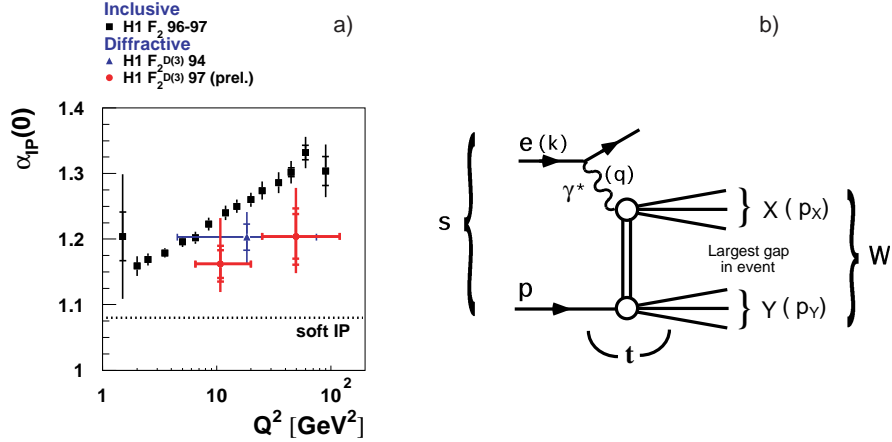 Inclusive
H1 F2 96-97
Diffractive
H1 F2D(3) 94
H1 F2D(3) 97 (prel.)
a)
αIP(0)
1.4
1.3
1.2
1.1
1
soft IP
1
10
10²
Q² [GeV²]
b)
e (k)
(q)
γ*
s
X ( pX)
Largest gap
in event
W
p
Y ( pY)
t